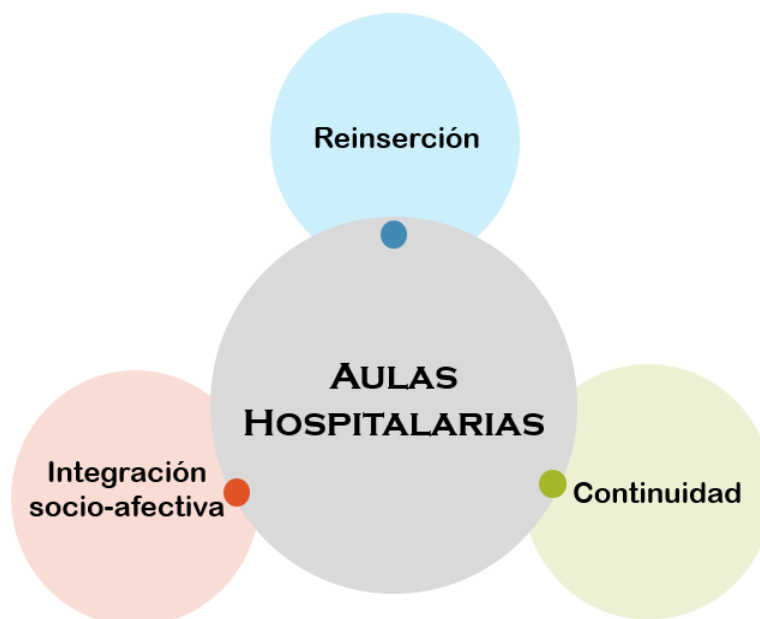 Reinserción
AULAS
HOSPITALARIAS
Integración
socio-afectiva
Continuidad